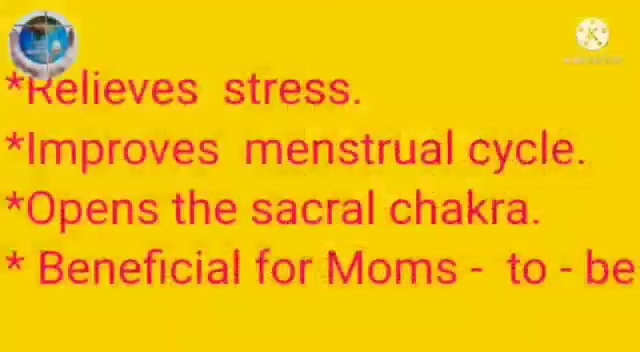 *Relieves stress.
*Improves menstrual cycle.
*Opens the sacral chakra.
* Beneficial for Moms - to - be